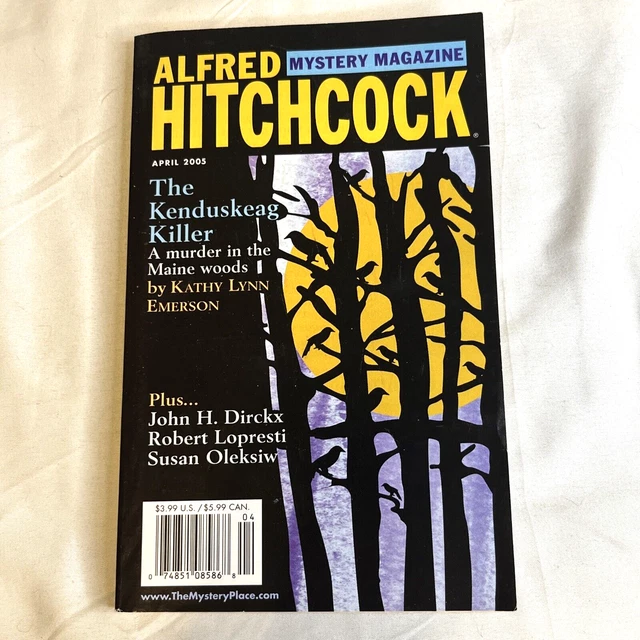 ALFRED MYSTERY MAGAZINE
HITCHCOCK®
APRIL 2005
The
Kenduskeag
Killer
A murder in the
Maine woods
by KATHY LYNN
EMERSON
Plus...
John H. Dirckx
Robert Lopresti
Susan Oleksiw
$3.99 U.S. / $5.99 CAN.
04
0 74851 08586 8
www.TheMysteryPlace.com